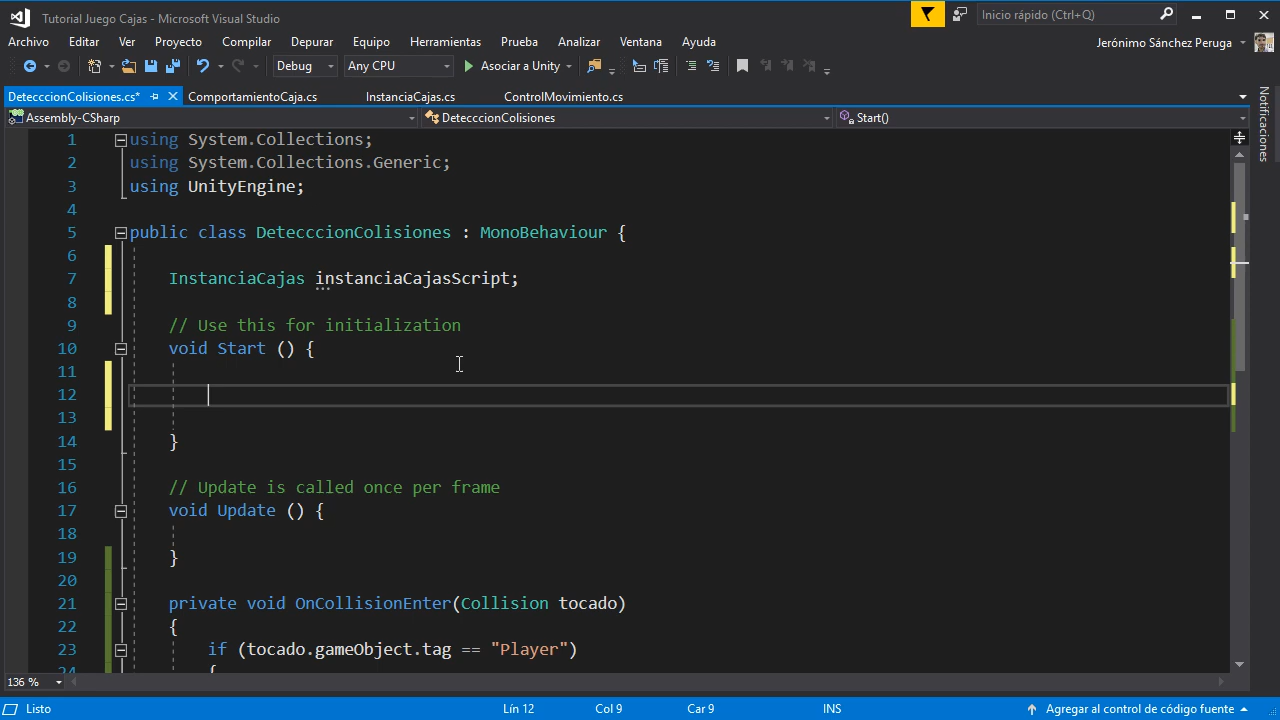 Tutorial Juego Cajas - Microsoft Visual Studio
Inicio rápido (Ctrl+Q)
Archivo Editar Ver Proyecto Compilar Depurar Equipo Herramientas Prueba Analizar Ventana Ayuda Jerónimo Sánchez Peruga
Debug Any CPU Asociar a Unity
DetecccionColisiones.cs* ComportamientoCaja.cs InstanciaCajas.cs ControlMovimiento.cs
Notificaciones
Assembly-CSharp DetecccionColisiones Start()
1 using System.Collections;
2 using System.Collections.Generic;
3 using UnityEngine;
4
5 public class DetecccionColisiones : MonoBehaviour {
6
7 InstanciaCajas instanciaCajasScript;
8
9 // Use this for initialization
10 void Start () {
11
12
13
14 }
15
16 // Update is called once per frame
17 void Update () {
18
19 }
20
21 private void OnCollisionEnter(Collision tocado)
22 {
23 if (tocado.gameObject.tag == "Player")
24 {
136 %
Listo Lín 12 Col 9 Car 9 INS Agregar al control de código fuente